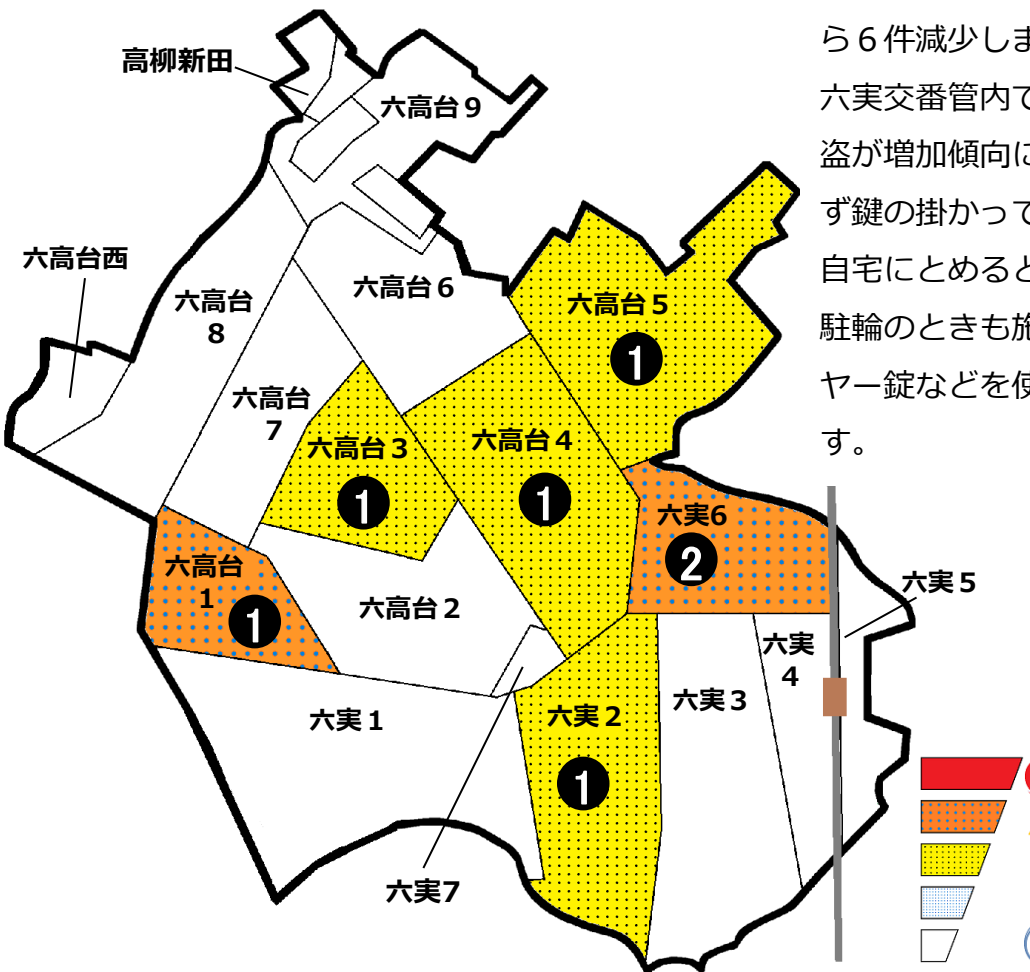 ら６件減少しま
六実交番管内で
盗が増加傾向に
ず鍵の掛かって
自宅にとめると
駐輪のときも施
ヤー錠などを使
す。
高柳新田
六高台９
六高台西
六高台
8
六高台６
六高台５
1
六高台
7
六高台３
1
六高台４
1
六実6
2
六高台
1
1
六高台２
六実５
六実
4
六実１
六実２
1
六実３
六実7